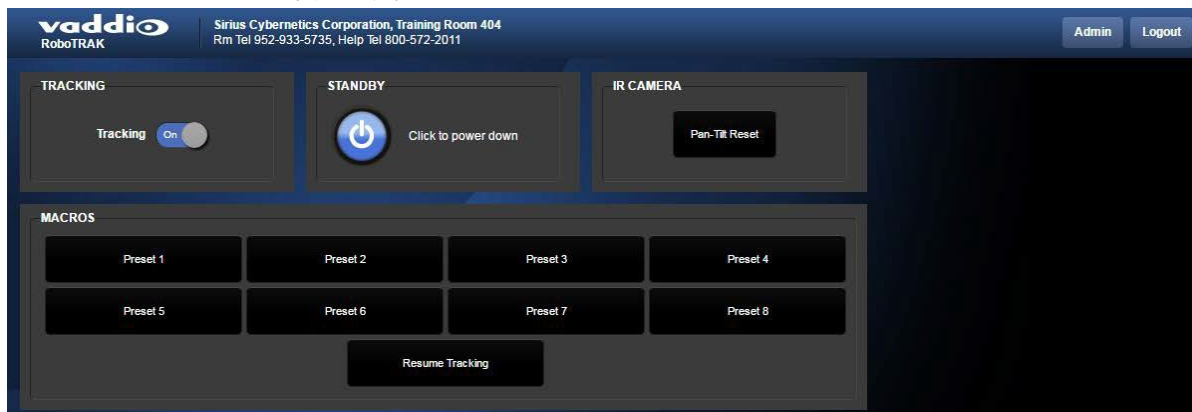 vaddio
RoboTRAK
Sirius Cybernetics Corporation, Training Room 404
Rm Tel 952-933-5735, Help Tel 800-572-2011
Admin
Logout
TRACKING
Tracking
On
STANDBY
Click to power down
IR CAMERA
Pan-Tilt Reset
MACROS
Preset 1
Preset 2
Preset 3
Preset 4
Preset 5
Preset 6
Preset 7
Preset 8
Resume Tracking